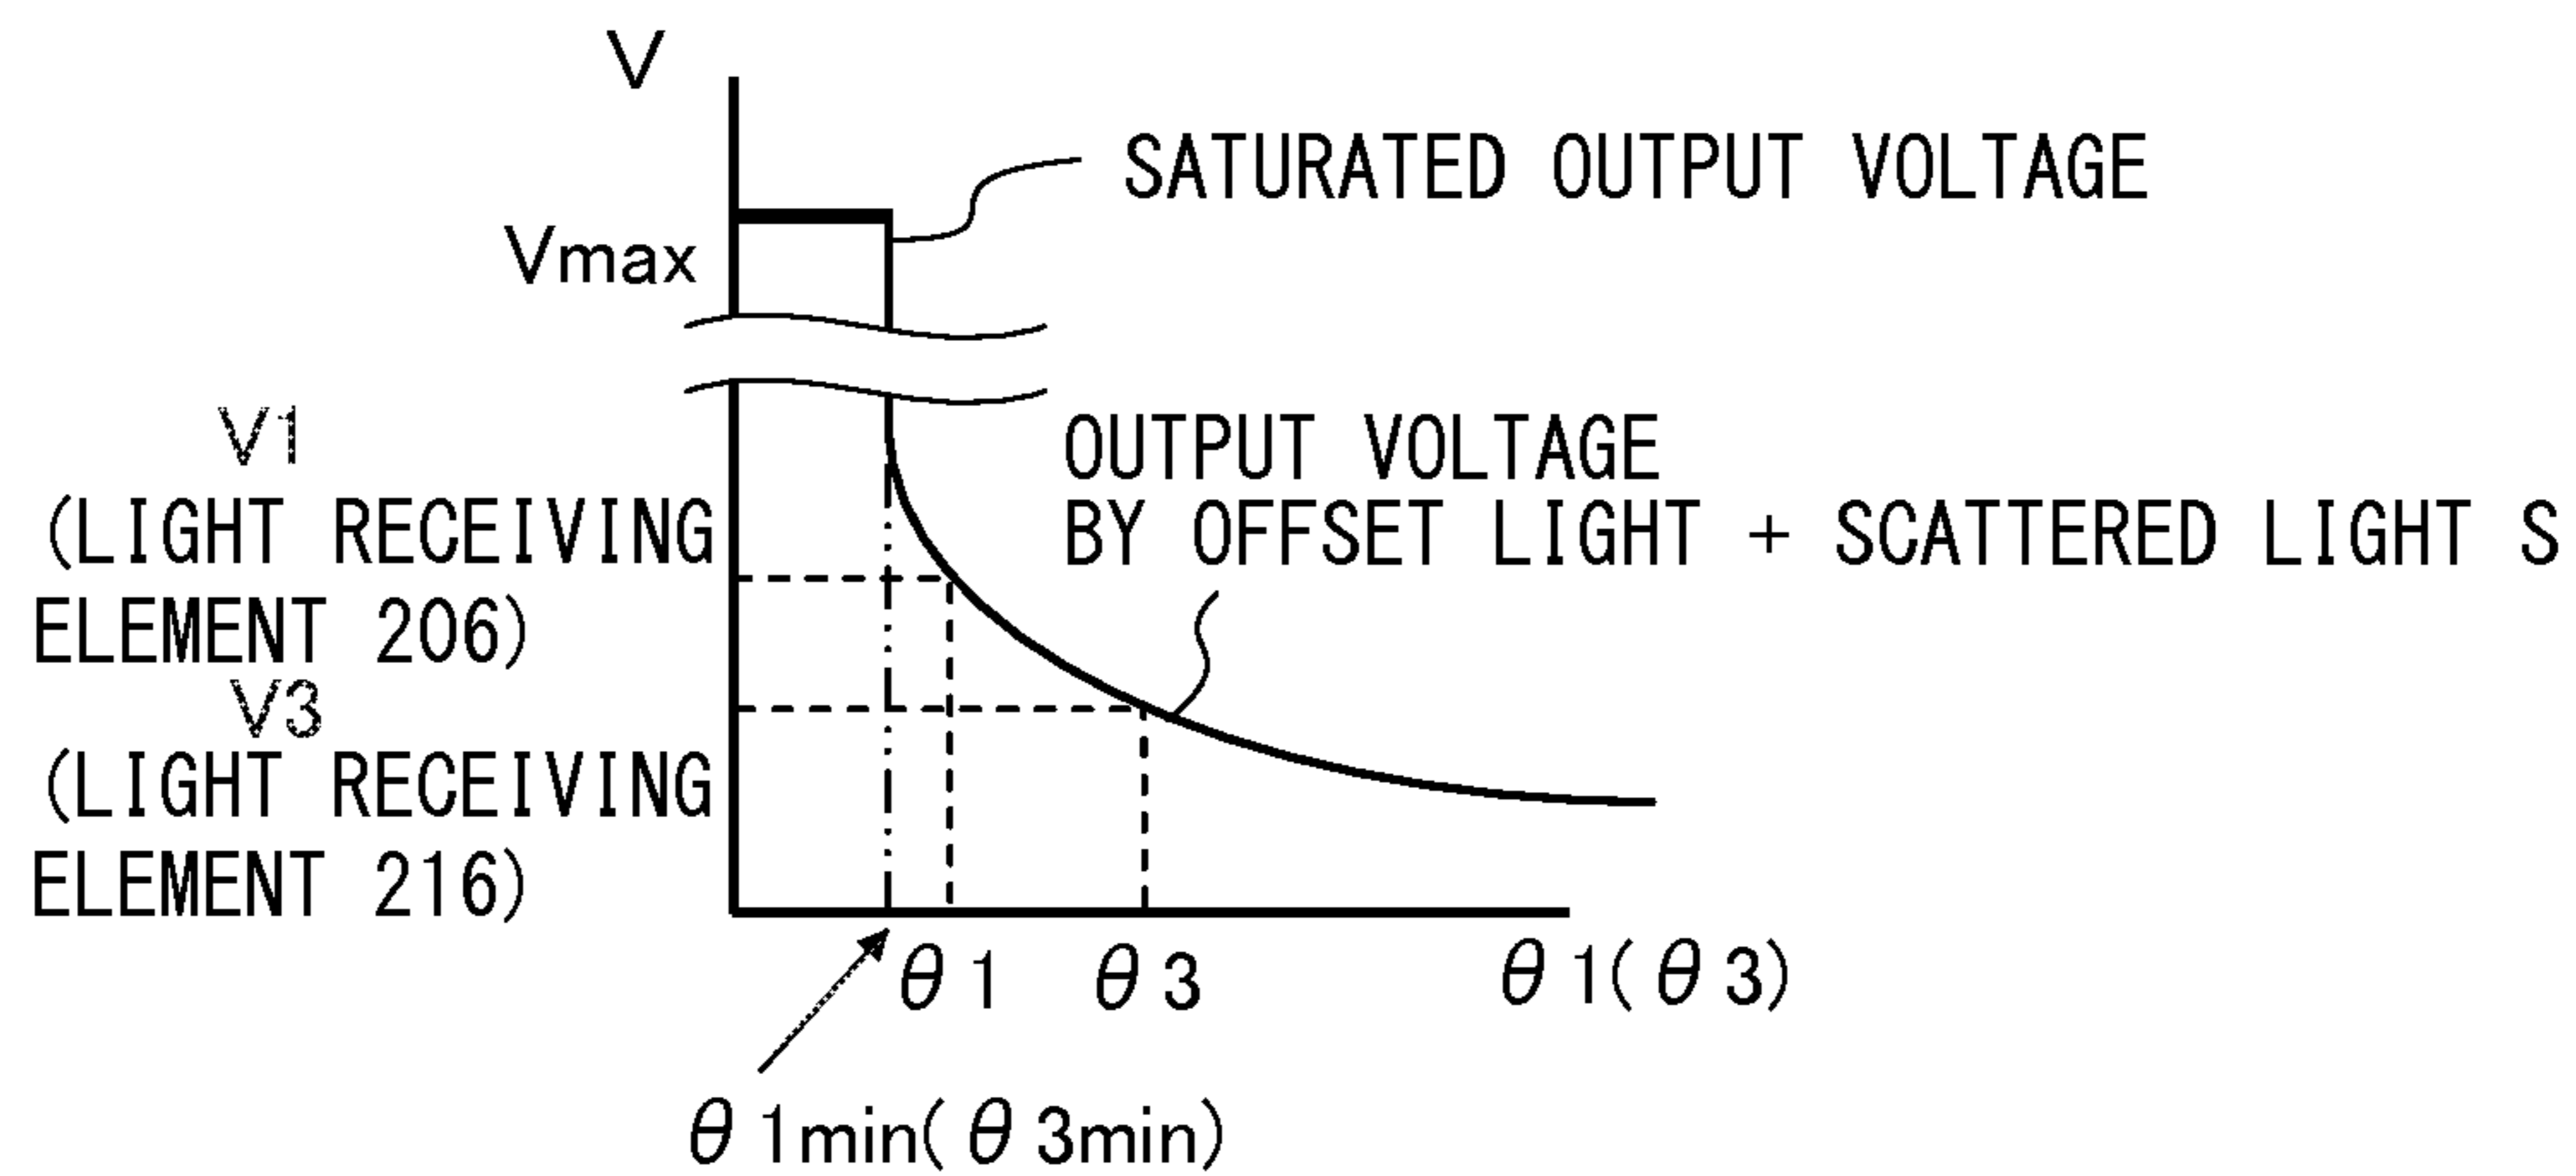 V
SATURATED OUTPUT VOLTAGE
Vmax
V1
(LIGHT RECEIVING
ELEMENT 206)
OUTPUT VOLTAGE
BY OFFSET LIGHT + SCATTERED LIGHT S
V3
(LIGHT RECEIVING
ELEMENT 216)
θ1 θ3 θ1(θ3)
θ1min(θ3min)